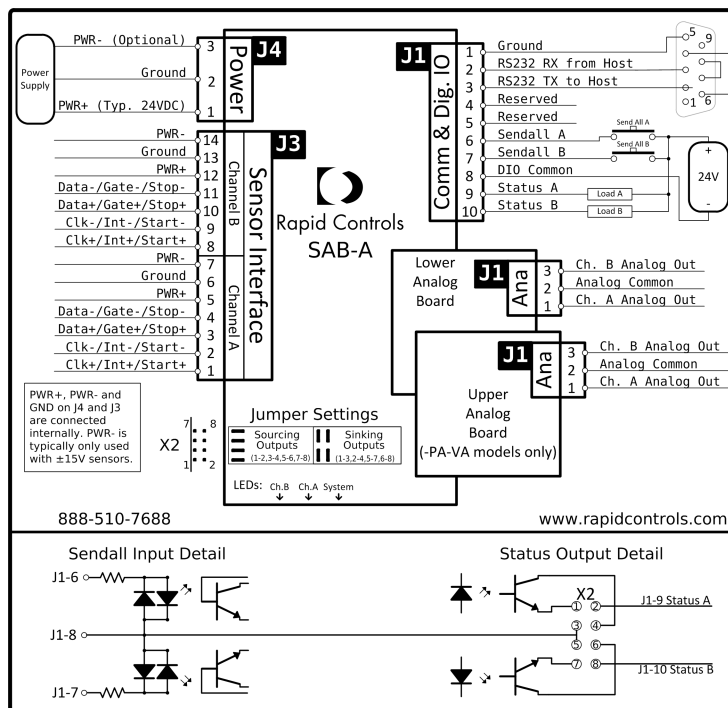 Power
Supply
PWR- (Optional)
Ground
PWR+ (Typ. 24VDC)
3
2
1
Power
J4
PWR-
Ground
PWR+
Data-/Gate-/Stop-
Data+/Gate+/Stop+
Clk-/Int-/Start-
Clk+/Int+/Start+
PWR-
Ground
PWR+
Data-/Gate-/Stop-
Data+/Gate+/Stop+
Clk-/Int-/Start-
Clk+/Int+/Start+
14
13
12
11
10
9
8
7
6
5
4
3
2
1
Channel B
Channel A
Sensor Interface
J3
Rapid Controls
SAB-A
J1
Comm & Dig. IO
1
2
3
4
5
6
7
8
9
10
Ground
RS232 RX from Host
RS232 TX to Host
Reserved
Reserved
Sendall A
Sendall B
DIO Common
Status A
Status B
Send All A
Send All B
Load A
Load B
5
9
1
6
+
24V
-
Lower
Analog
Board
J1
Ana
3
2
1
Ch. B Analog Out
Analog Common
Ch. A Analog Out
J1
Ana
3
2
1
Ch. B Analog Out
Analog Common
Ch. A Analog Out
Upper
Analog
Board
(-PA-VA models only)
PWR+, PWR- and
GND on J4 and J3
are connected
internally. PWR- is
typically only used
with ±15V sensors.
X2
7
8
1
2
Jumper Settings
Sourcing
Outputs
(1-2,3-4,5-6,7-8)
Sinking
Outputs
(1-3,2-4,5-7,6-8)
LEDs: Ch.B Ch.A System
888-510-7688
www.rapidcontrols.com
Sendall Input Detail
J1-6
J1-8
J1-7
Status Output Detail
X2
1 2
3 4
5 6
7 8
J1-9 Status A
J1-10 Status B